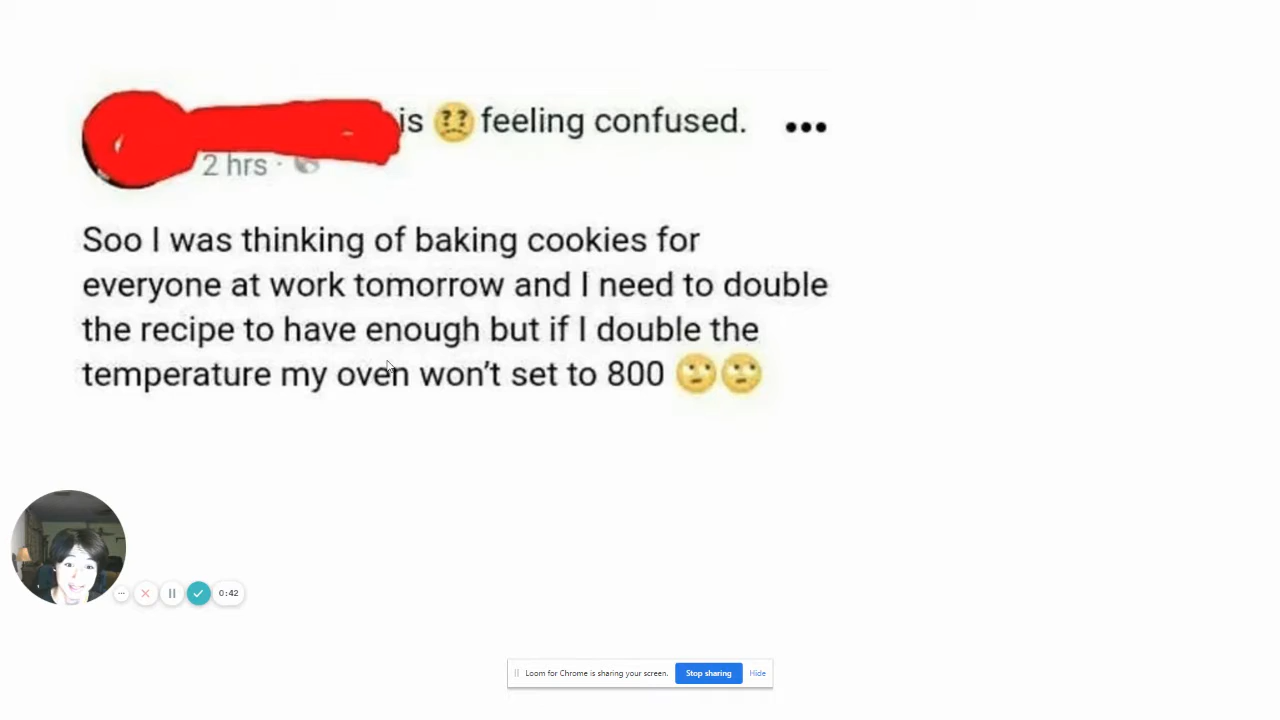 is feeling confused.
2 hrs ·
Soo I was thinking of baking cookies for
everyone at work tomorrow and I need to double
the recipe to have enough but if I double the
temperature my oven won't set to 800
0:42
Loom for Chrome is sharing your screen. Stop sharing Hide